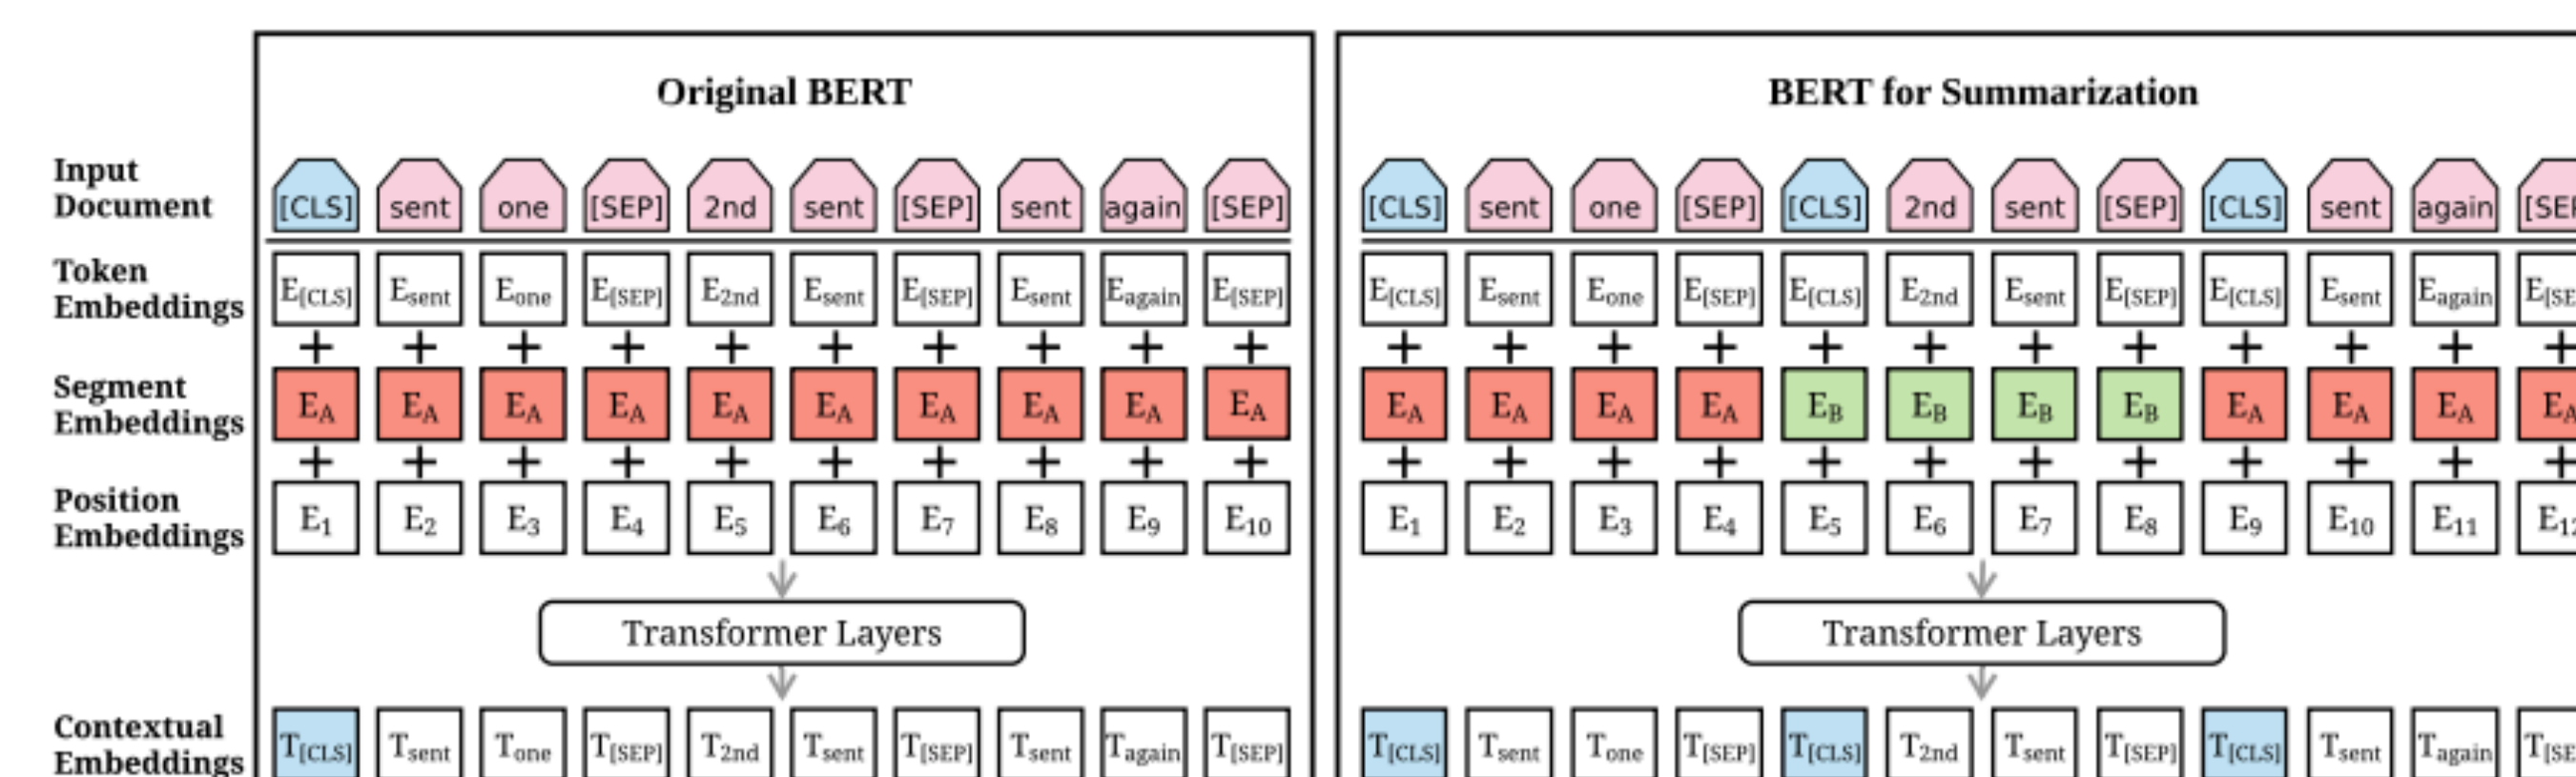 Original BERT
BERT for Summarization
Input
Document
[CLS] sent one [SEP] 2nd sent [SEP] sent again [SEP]
[CLS] sent one [SEP] [CLS] 2nd sent [SEP] [CLS] sent again [SEP
Token
Embeddings
E[CLS] Esent Eone E[SEP] E2nd Esent E[SEP] Esent Eagain E[SEP]
E[CLS] Esent Eone E[SEP] E[CLS] E2nd Esent E[SEP] E[CLS] Esent Eagain E[SE
+ + + + + + + + + +
+ + + + + + + + + + + +
Segment
Embeddings
EA EA EA EA EA EA EA EA EA EA
EA EA EA EA EB EB EB EB EA EA EA EA
+ + + + + + + + + +
+ + + + + + + + + + + +
Position
Embeddings
E1 E2 E3 E4 E5 E6 E7 E8 E9 E10
E1 E2 E3 E4 E5 E6 E7 E8 E9 E10 E11 E12
Transformer Layers
Transformer Layers
Contextual
Embeddings
T[CLS] Tsent Tone T[SEP] T2nd Tsent T[SEP] Tsent Tagain T[SEP]
T[CLS] Tsent Tone T[SEP] T[CLS] T2nd Tsent T[SEP] T[CLS] Tsent Tagain T[SE